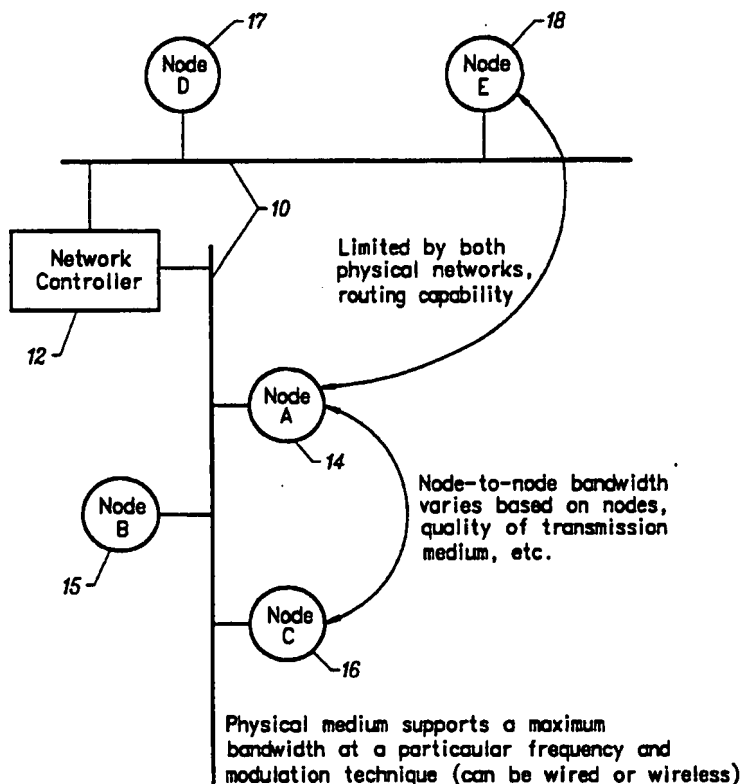 17
18
Node
D
Node
E
10
Limited by both
physical networks,
routing capability
Network
Controller
12
Node
A
14
Node-to-node bandwidth
varies based on nodes,
quality of transmission
medium, etc.
Node
B
15
Node
C
16
Physical medium supports a maximum
bandwidth at a particaular frequency and
modulation technique (can be wired or wireless)